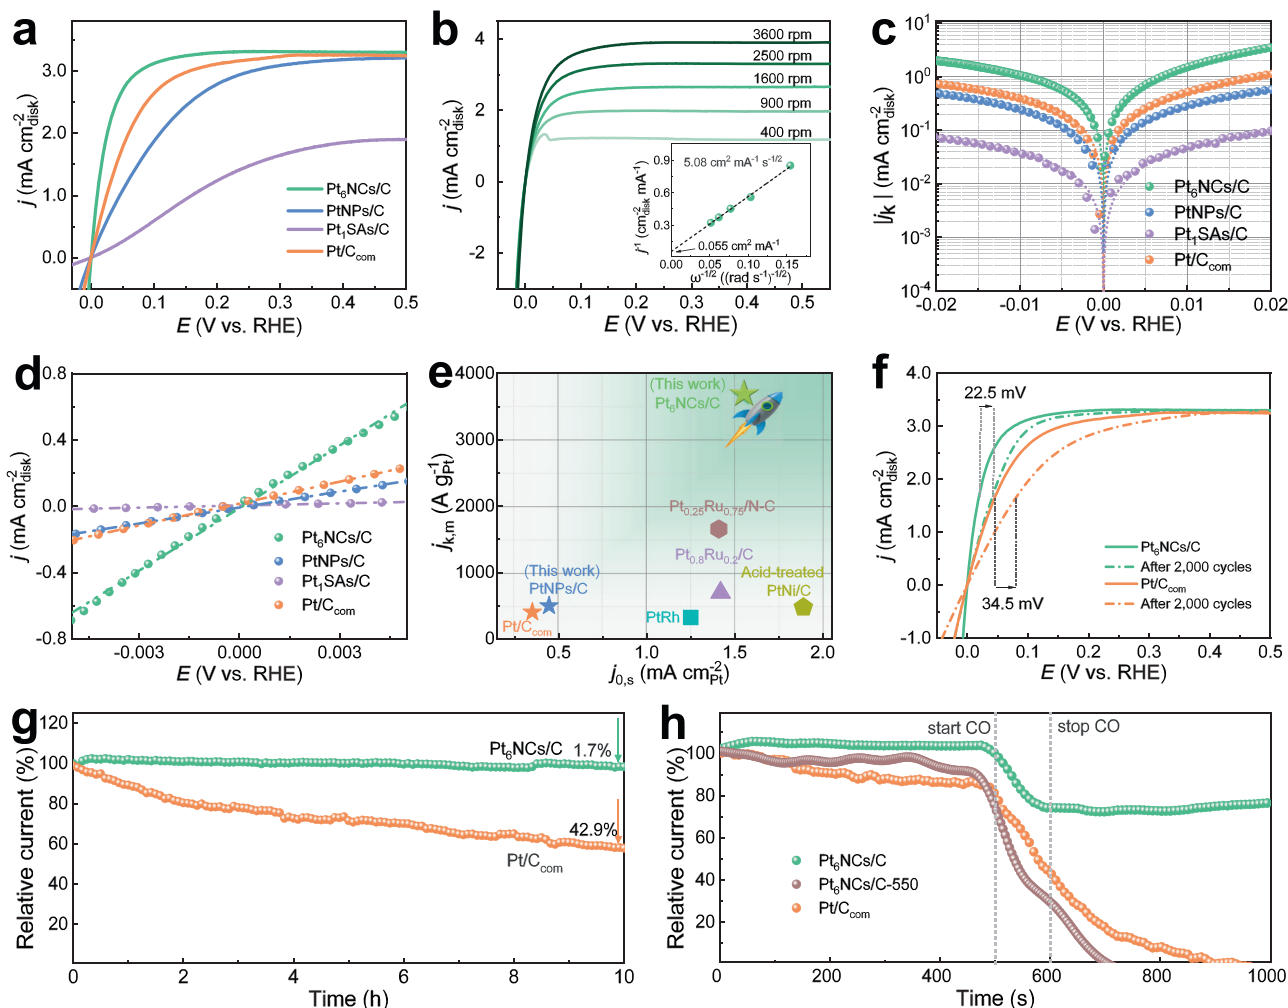 a
j (mA cm⁻²disk)
3.0
2.0
1.0
0.0
Pt₆NCs/C
PtNPs/C
Pt₁SAs/C
Pt/Ccom
0.0 0.1 0.2 0.3 0.4 0.5
E (V vs. RHE)
b
j (mA cm⁻²disk)
4
2
0
-2
3600 rpm
2500 rpm
1600 rpm
900 rpm
400 rpm
j⁻¹ (cm²disk mA⁻¹)
0.9
0.6
0.3
5.08 cm² mA⁻¹ s⁻¹/²
0.055 cm² mA⁻¹
0.00 0.05 0.10 0.15
ω⁻¹/² ((rad s⁻¹)⁻¹/²)
0.0 0.1 0.2 0.3 0.4 0.5
E (V vs. RHE)
c
|jk| (mA cm⁻²disk)
10¹
10⁰
10⁻¹
10⁻²
10⁻³
10⁻⁴
Pt₆NCs/C
PtNPs/C
Pt₁SAs/C
Pt/Ccom
-0.02 -0.01 0.00 0.01 0.02
E (V vs. RHE)
d
j (mA cm⁻²disk)
0.8
0.4
0.0
-0.4
-0.8
Pt₆NCs/C
PtNPs/C
Pt₁SAs/C
Pt/Ccom
-0.003 0.000 0.003
E (V vs. RHE)
e
jk,m (A g⁻¹Pt)
4000
3500
3000
2500
2000
1500
1000
500
0
(This work)
Pt₆NCs/C
Pt0.25Ru0.75/N-C
Pt0.8Ru0.2/C
(This work)
PtNPs/C
Acid-treated
PtNi/C
Pt/Ccom
PtRh
0.5 1.0 1.5 2.0
j0,s (mA cm⁻²Pt)
f
j (mA cm⁻²disk)
4.0
3.0
2.0
1.0
0.0
-1.0
22.5 mV
34.5 mV
Pt₆NCs/C
After 2,000 cycles
Pt/Ccom
After 2,000 cycles
0.0 0.1 0.2 0.3 0.4 0.5
E (V vs. RHE)
g
Relative current (%)
120
100
80
60
40
20
0
Pt₆NCs/C 1.7%
42.9%
Pt/Ccom
0 2 4 6 8 10
Time (h)
h
Relative current (%)
100
80
60
40
20
start CO
stop CO
Pt₆NCs/C
Pt₆NCs/C-550
Pt/Ccom
0 200 400 600 800 1000
Time (s)